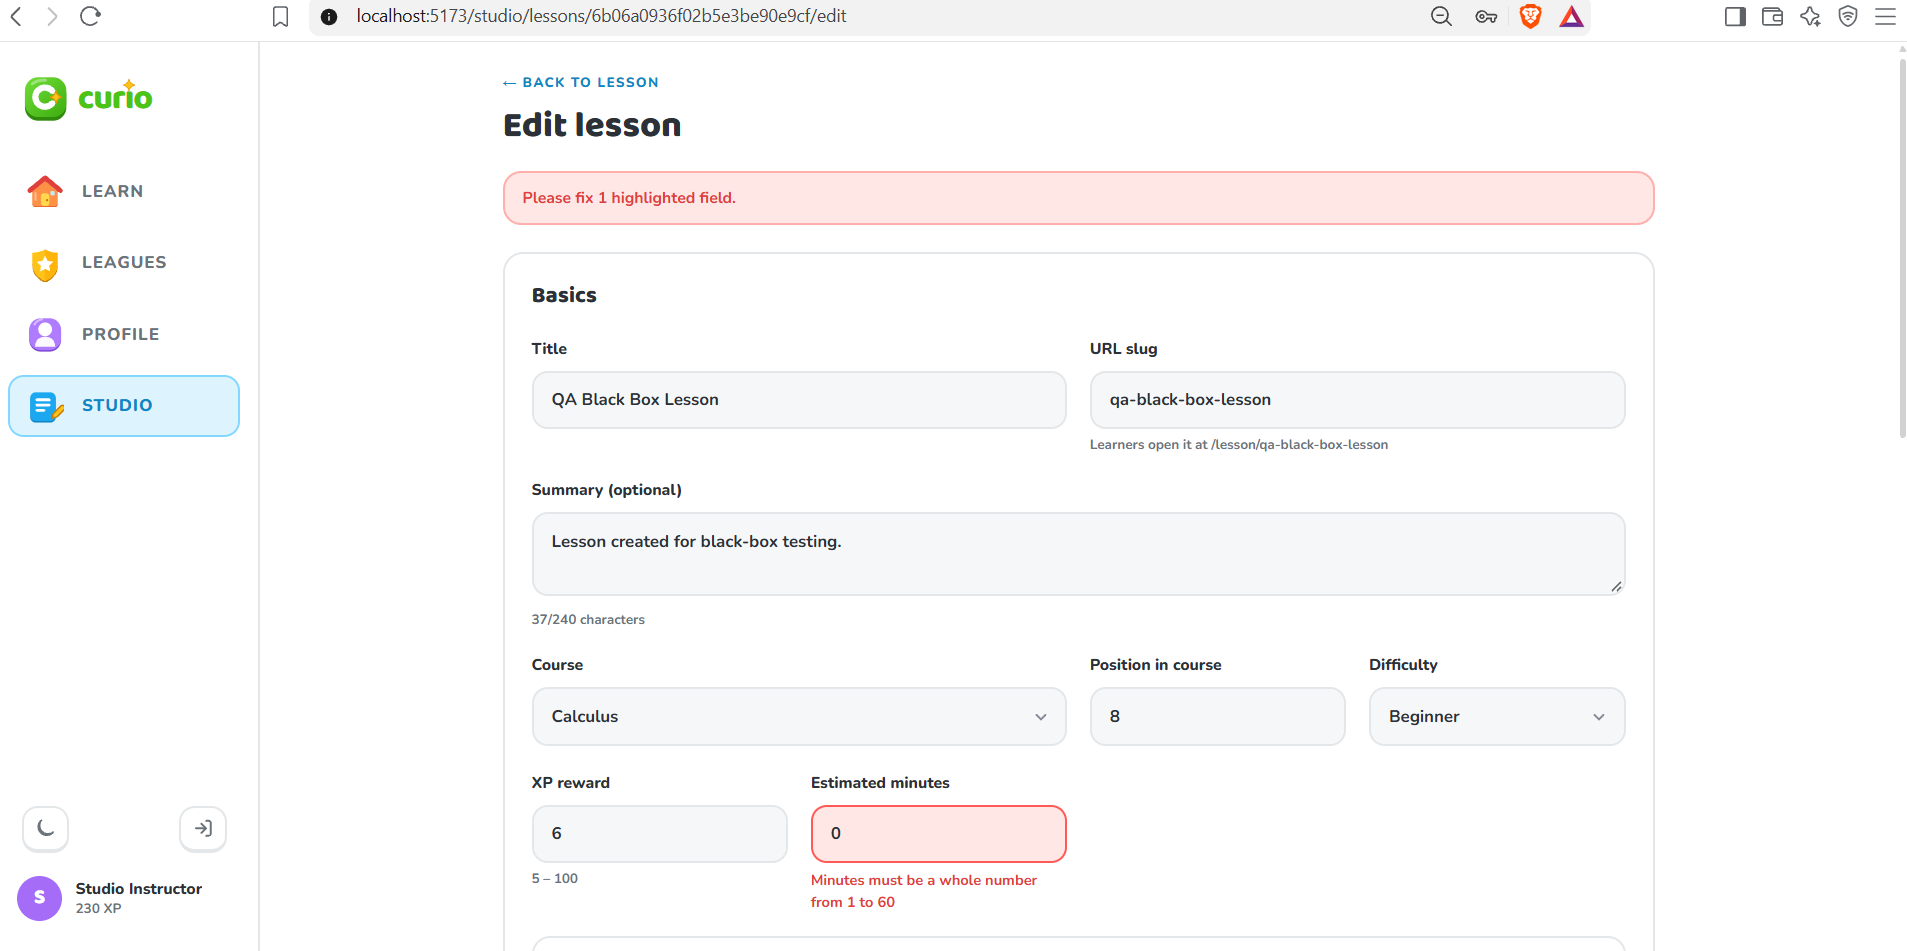 localhost:5173/studio/lessons/6b06a0936f02b5e3be90e9cf/edit
curio
LEARN
LEAGUES
PROFILE
STUDIO
S
Studio Instructor
230 XP
← BACK TO LESSON
Edit lesson
Please fix 1 highlighted field.
Basics
Title
URL slug
QA Black Box Lesson
qa-black-box-lesson
Learners open it at /lesson/qa-black-box-lesson
Summary (optional)
Lesson created for black-box testing.
37/240 characters
Course
Position in course
Difficulty
Calculus
8
Beginner
XP reward
Estimated minutes
6
0
5 – 100
Minutes must be a whole number
from 1 to 60